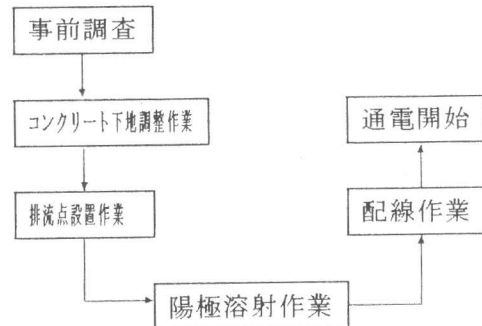 事前調査
コンクリート下地調整作業
排流点設置作業
陽極溶射作業
配線作業
通電開始